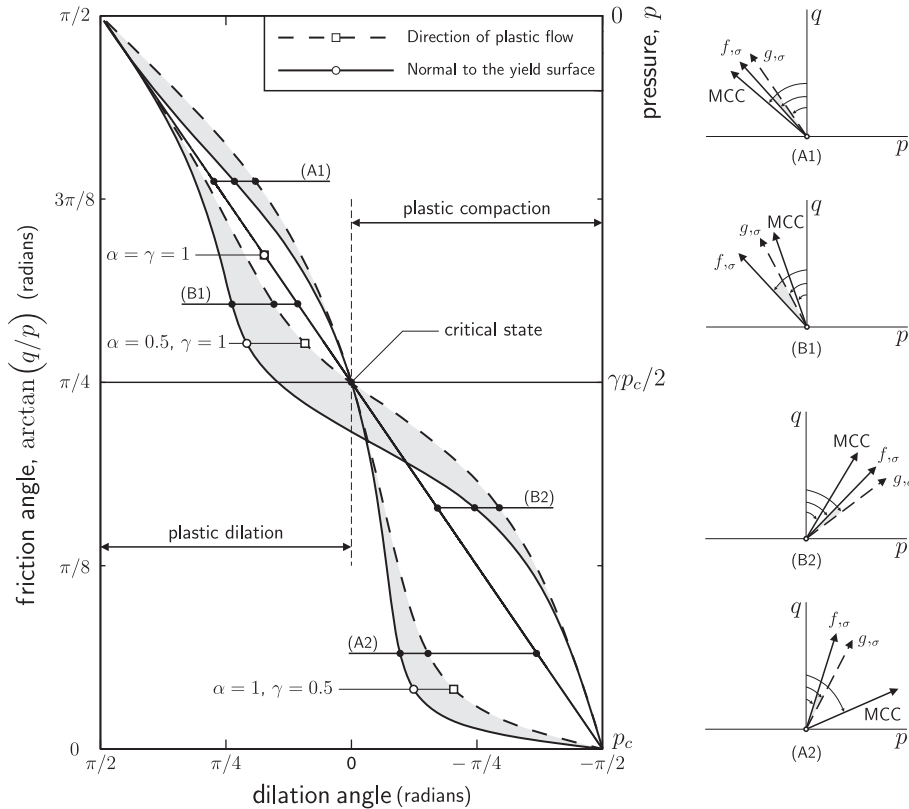 π/2
0
Direction of plastic flow
Normal to the yield surface
pressure, p
(A1)
3π/8
plastic compaction
α = γ = 1
(B1)
critical state
α = 0.5, γ = 1
π/4
γp_c/2
friction angle, arctan (q/p) (radians)
(B2)
plastic dilation
π/8
(A2)
α = 1, γ = 0.5
0
p_c
π/2
π/4
0
−π/4
−π/2
dilation angle (radians)
q
f,σ
g,σ
MCC
p
(A1)
q
MCC
g,σ
f,σ
p
(B1)
q
MCC
f,σ
g,σ
p
(B2)
q
f,σ
g,σ
MCC
p
(A2)